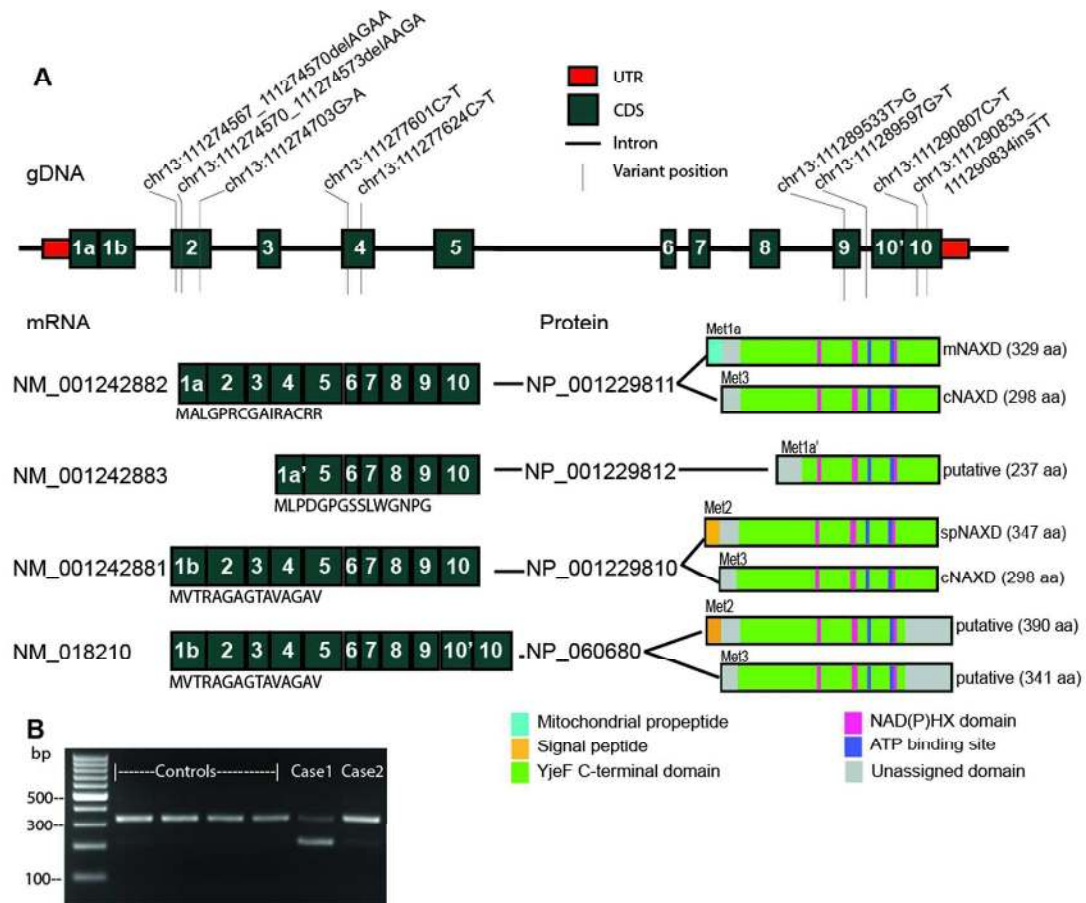 A
gDNA
chr13:111274567_111274570delAGAA
chr13:111274570_111274573delAAGA
chr13:111274703G>A
chr13:111277601C>T
chr13:111277624C>T
UTR
CDS
Intron
Variant position
chr13:111289533T>G
chr13:111289597G>T
chr13:111290807C>T
chr13:111290833_
111290834insTT
1a 1b 2 3 4 5 6 7 8 9 10' 10
mRNA
Protein
NM_001242882
1a 2 3 4 5 6 7 8 9 10
MALGPRCGAIRACRR
NP_001229811
Met1a
mNAXD (329 aa)
Met3
cNAXD (298 aa)
NM_001242883
1a' 5 6 7 8 9 10
MLPDGPGSSLWGNPG
NP_001229812
Met1a'
putative (237 aa)
NM_001242881
1b 2 3 4 5 6 7 8 9 10
MVTRAGAGTAVAGAV
NP_001229810
Met2
spNAXD (347 aa)
Met3
cNAXD (298 aa)
NM_018210
1b 2 3 4 5 6 7 8 9 10' 10
MVTRAGAGTAVAGAV
NP_060680
Met2
putative (390 aa)
Met3
putative (341 aa)
Mitochondrial propeptide
Signal peptide
YjeF C-terminal domain
NAD(P)HX domain
ATP binding site
Unassigned domain
B
bp
500--
300--
100--
|-------Controls-----------|
Case1
Case2